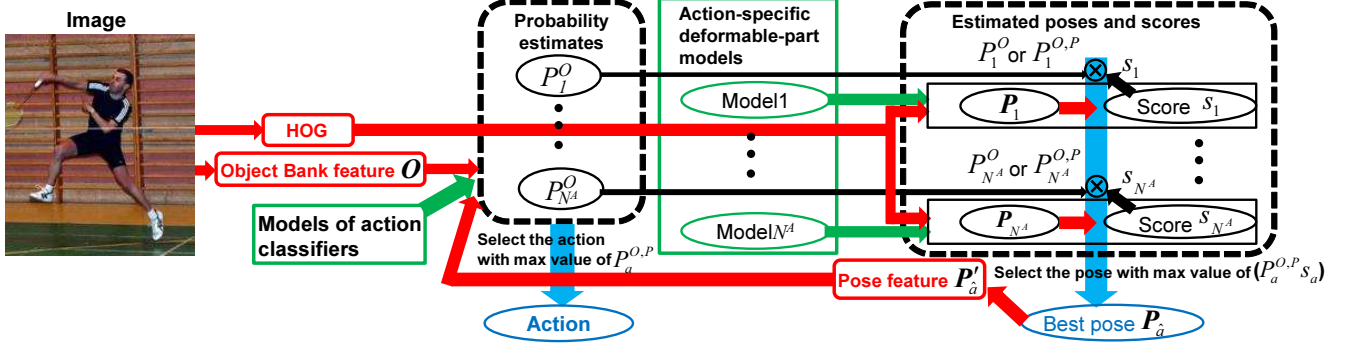 Image
Probability
estimates
Action-specific
deformable-part
models
Estimated poses and scores
P_1^O
P_1^O or P_1^{O,P}
s_1
Model1
P_1
Score s_1
HOG
Object Bank feature O
P_{N^A}^O
P_{N^A}^O or P_{N^A}^{O,P}
s_{N^A}
Models of action
classifiers
ModelN^A
P_{N^A}
Score s_{N^A}
Select the action
with max value of P_a^{O,P}
Pose feature P'_{â}
Select the pose with max value of (P_a^{O,P} s_a)
Action
Best pose P_{â}